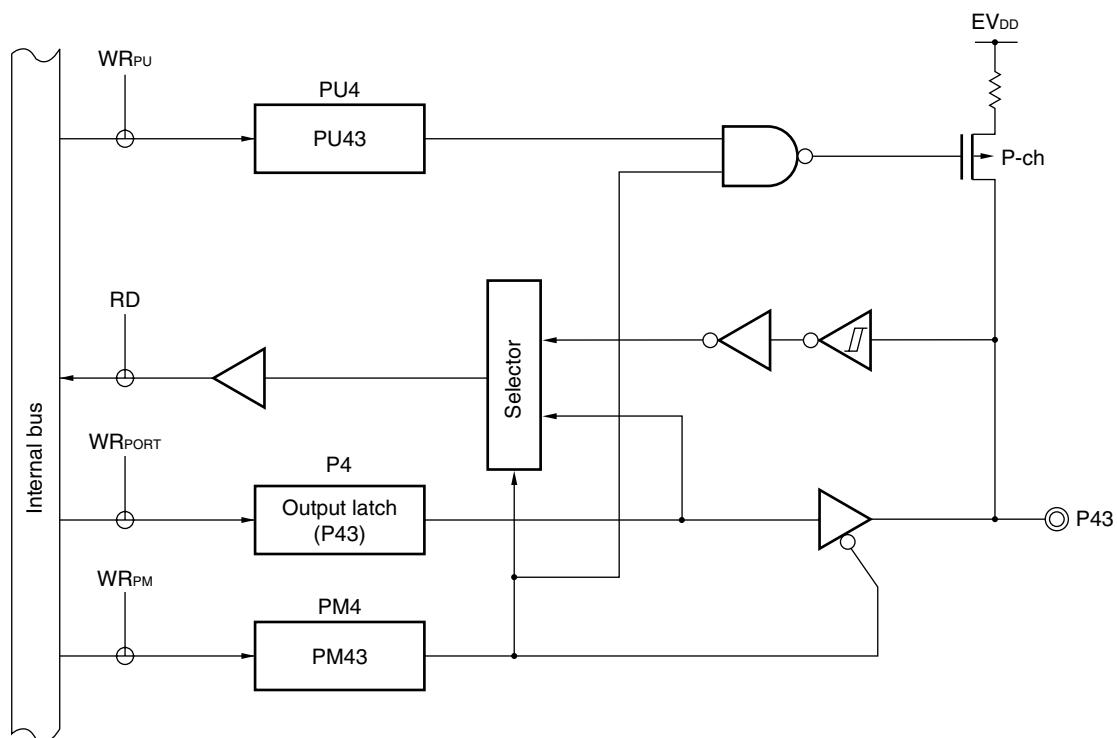 EVDD
WRPU
PU4
PU43
P-ch
RD
Selector
Internal bus
WRPORT
P4
Output latch
(P43)
P43
WRPM
PM4
PM43